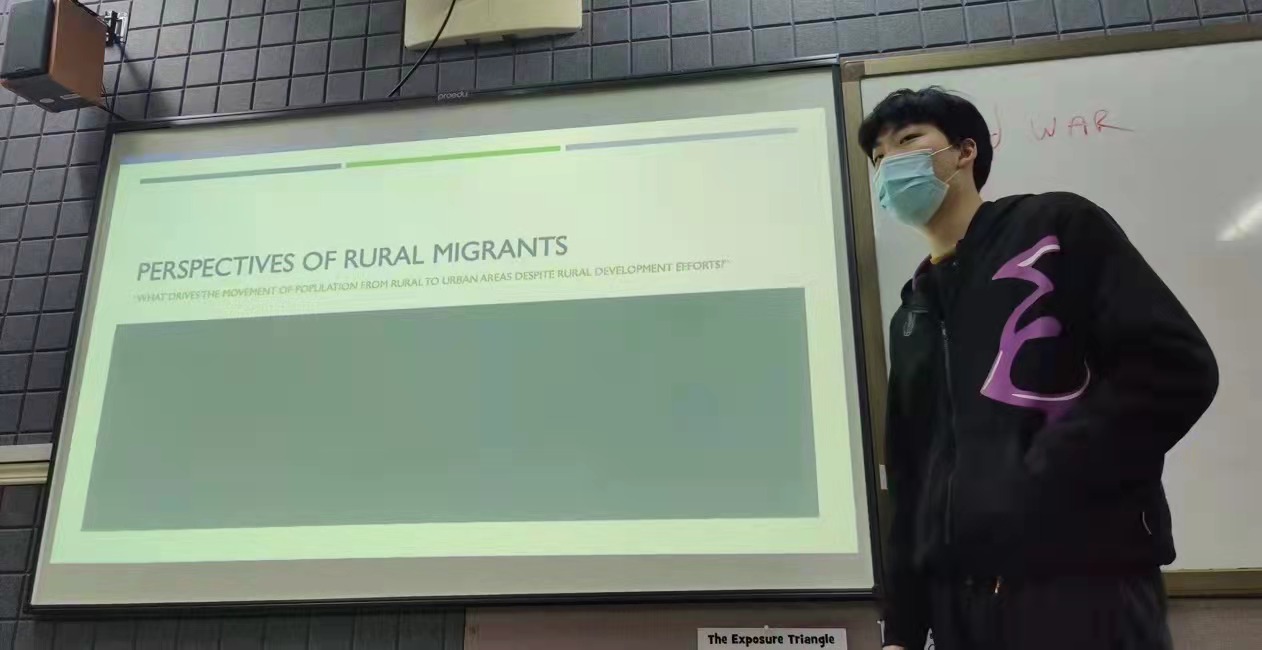 proedu
PERSPECTIVES OF RURAL MIGRANTS
"WHAT DRIVES THE MOVEMENT OF POPULATION FROM RURAL TO URBAN AREAS DESPITE RURAL DEVELOPMENT EFFORTS?"
WAR
The Exposure Triangle